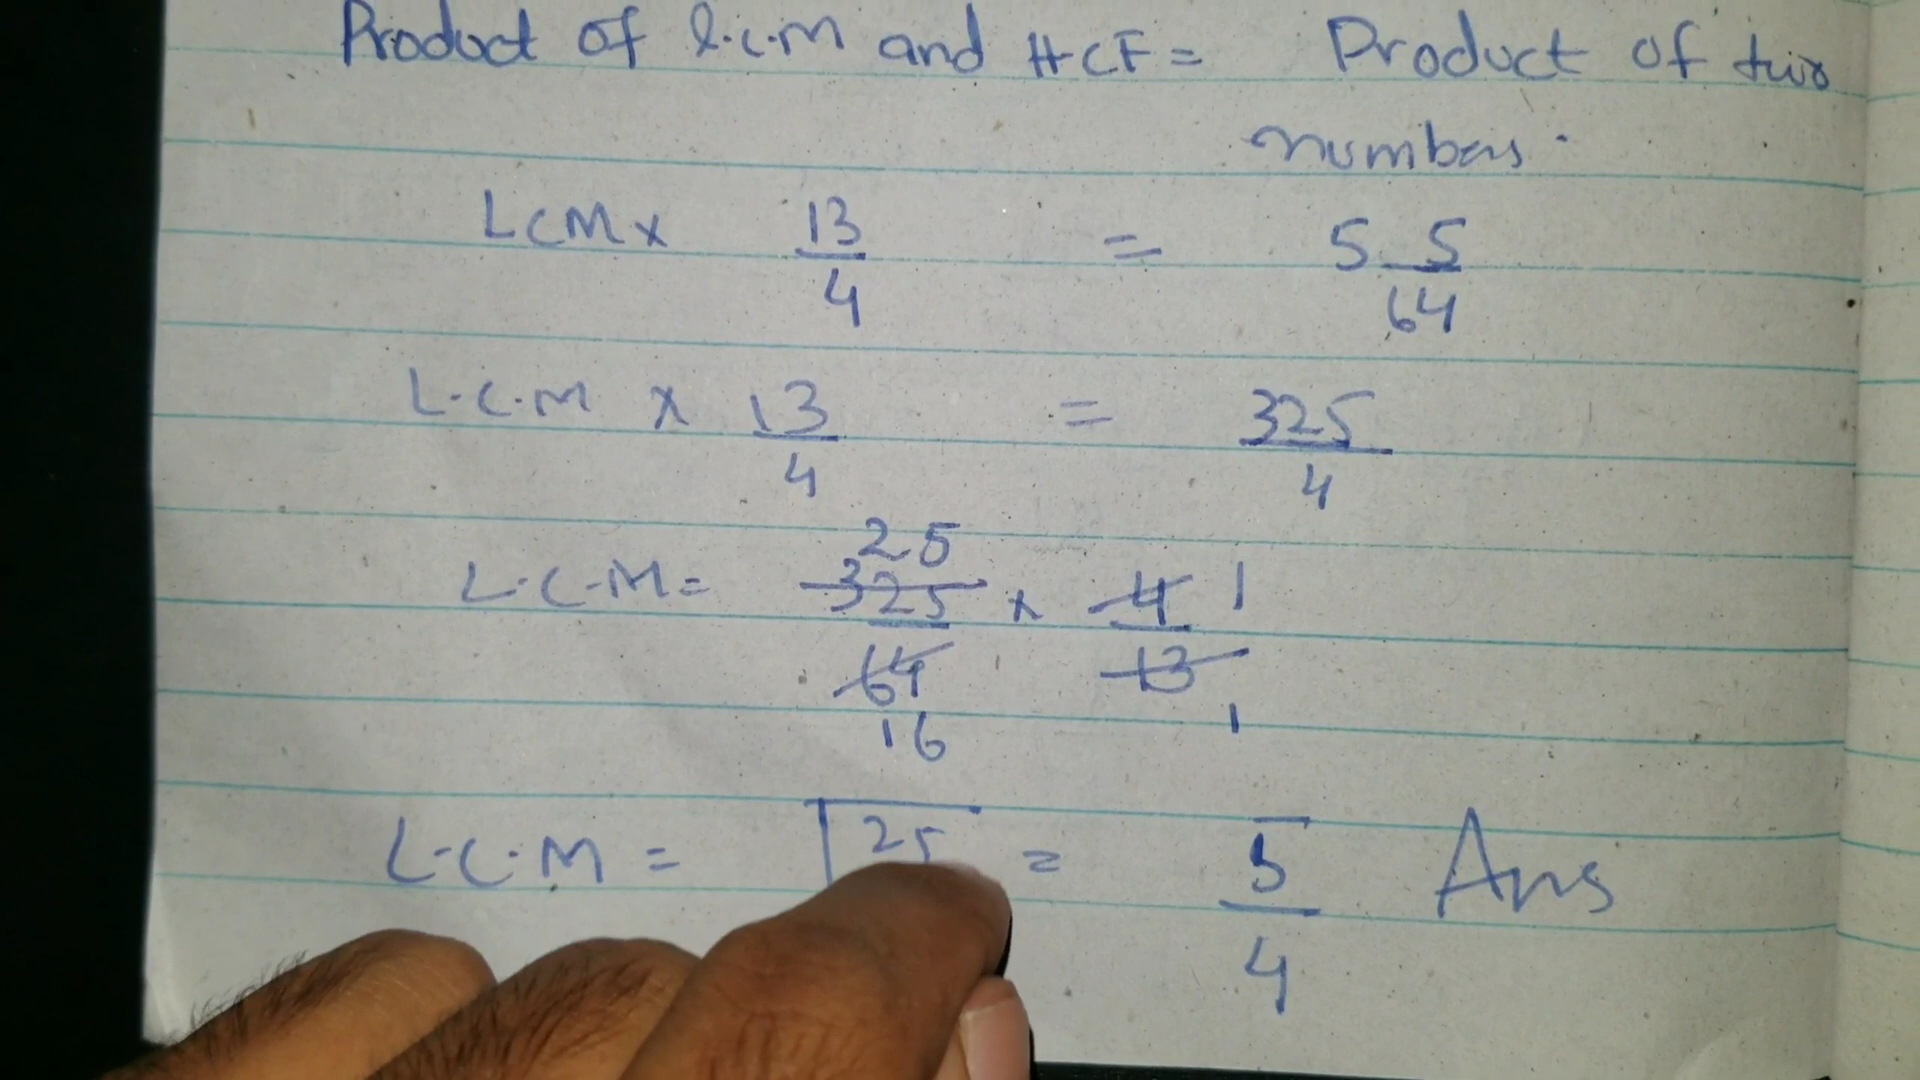 Product of l.c.m and HCF = Product of two
numbers.
LCM x 13/4 = 5 5/64
L.C.M x 13/4 = 325/4
25
L.C.M = 325/64 x 4/13 1
16 1
L.C.M = √25 = 5/4 Ans